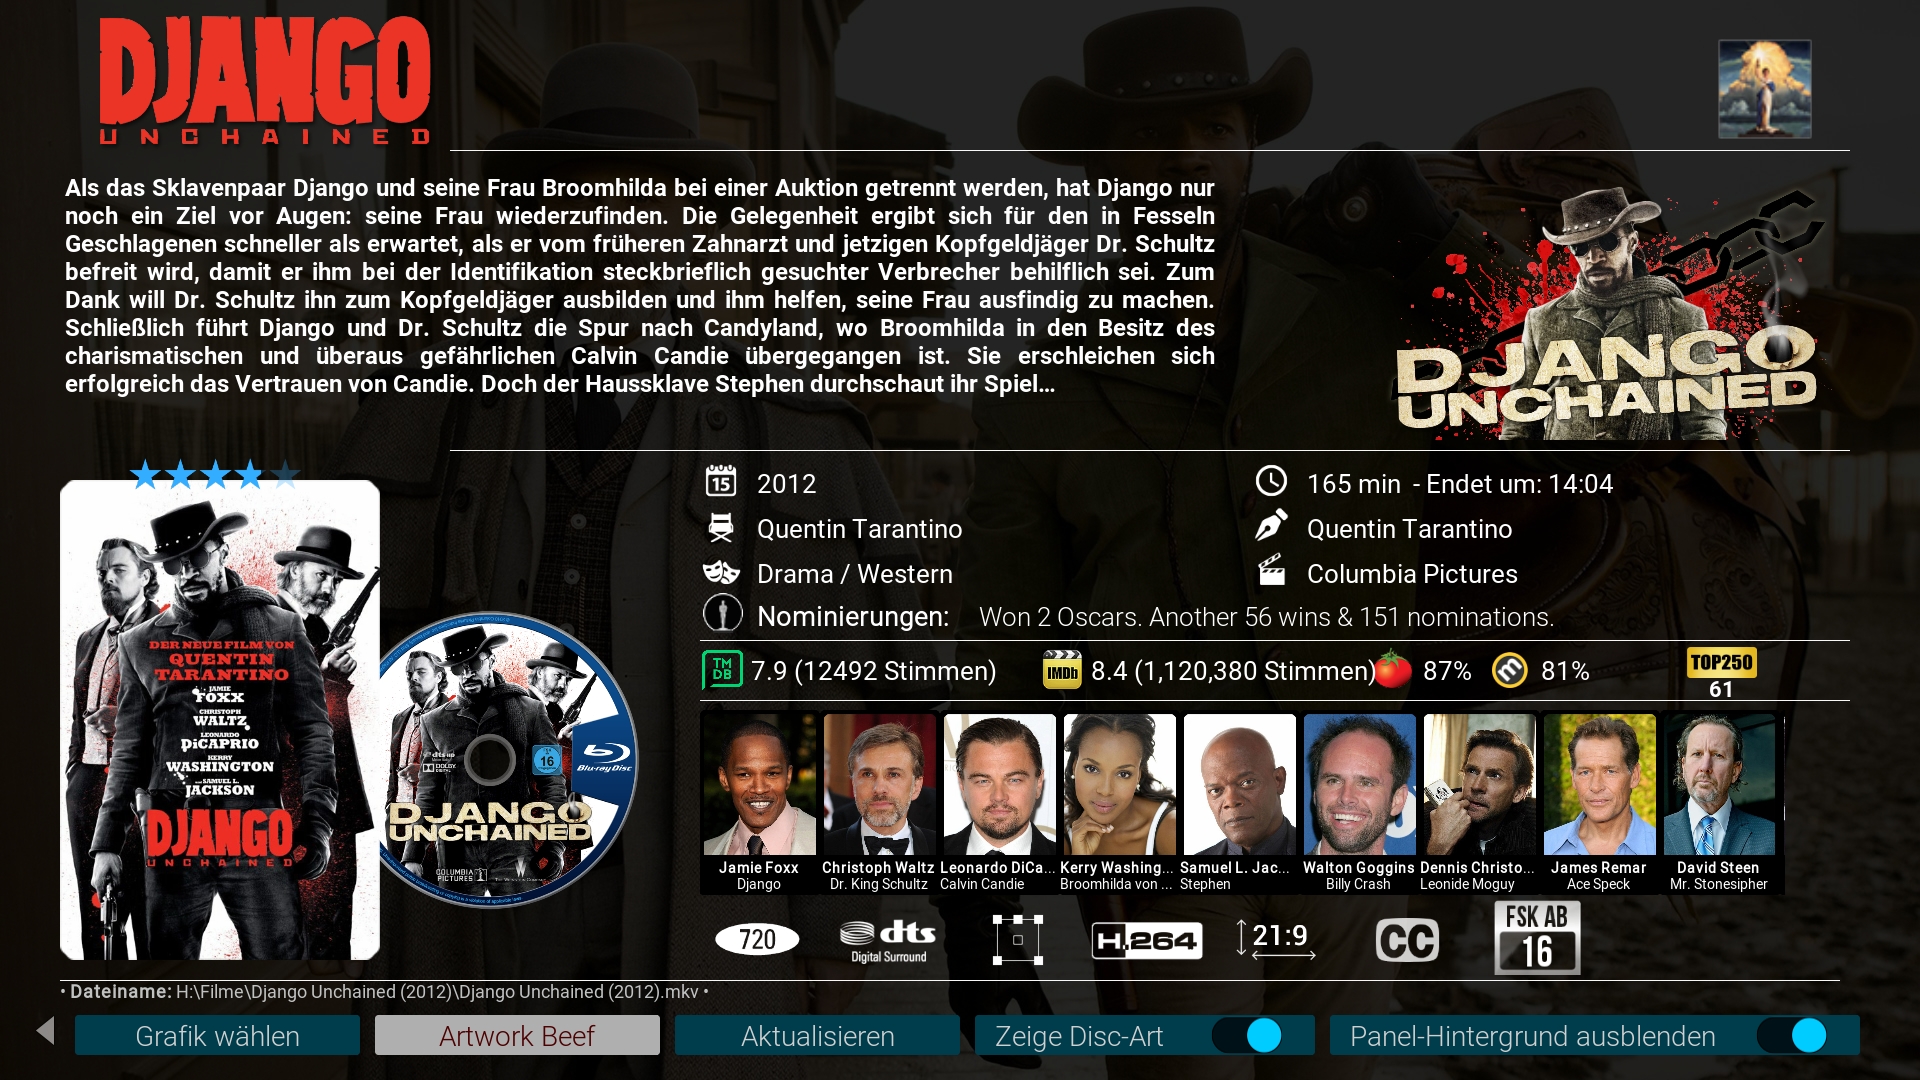 DJANGO
UNCHAINED
Als das Sklavenpaar Django und seine Frau Broomhilda bei einer Auktion getrennt werden, hat Django nur
noch ein Ziel vor Augen: seine Frau wiederzufinden. Die Gelegenheit ergibt sich für den in Fesseln
Geschlagenen schneller als erwartet, als er vom früheren Zahnarzt und jetzigen Kopfgeldjäger Dr. Schultz
befreit wird, damit er ihm bei der Identifikation steckbrieflich gesuchter Verbrecher behilflich sei. Zum
Dank will Dr. Schultz ihn zum Kopfgeldjäger ausbilden und ihm helfen, seine Frau ausfindig zu machen.
Schließlich führt Django und Dr. Schultz die Spur nach Candyland, wo Broomhilda in den Besitz des
charismatischen und überaus gefährlichen Calvin Candie übergegangen ist. Sie erschleichen sich
erfolgreich das Vertrauen von Candie. Doch der Haussklave Stephen durchschaut ihr Spiel...
DJANGO
UNCHAINED
15 2012
165 min - Endet um: 14:04
Quentin Tarantino
Quentin Tarantino
Drama / Western
Columbia Pictures
Nominierungen: Won 2 Oscars. Another 56 wins & 151 nominations.
TMDB 7.9 (12492 Stimmen) IMDb 8.4 (1,120,380 Stimmen) 87% m 81% TOP250
61
DER NEUE FILM VON
QUENTIN
TARANTINO
JAMIE
FOXX
CHRISTOPH
WALTZ
LEONARDO
DiCAPRIO
KERRY
WASHINGTON
SAMUEL L.
JACKSON
DJANGO
UNCHAINED
dts
DOLBY
DIGITAL
16
Blu-ray Disc
DJANGO
UNCHAINED
COLUMBIA
PICTURES
Jamie Foxx
Django
Christoph Waltz
Dr. King Schultz
Leonardo DiCa...
Calvin Candie
Kerry Washing...
Broomhilda von ...
Samuel L. Jac...
Stephen
Walton Goggins
Billy Crash
Dennis Christo...
Leonide Moguy
James Remar
Ace Speck
David Steen
Mr. Stonesipher
720
dts
Digital Surround
H.264
21:9
CC
FSK AB
16
• Dateiname: H:\Filme\Django Unchained (2012)\Django Unchained (2012).mkv •
Grafik wählen
Artwork Beef
Aktualisieren
Zeige Disc-Art
Panel-Hintergrund ausblenden